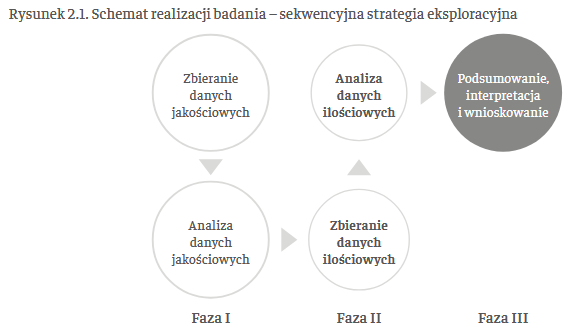 Rysunek 2.1. Schemat realizacji badania – sekwencyjna strategia eksploracyjna
Zbieranie
danych
jakościowych
Analiza
danych
ilościowych
Podsumowanie,
interpretacja
i wnioskowanie
Analiza
danych
jakościowych
Zbieranie
danych
ilościowych
Faza I
Faza II
Faza III